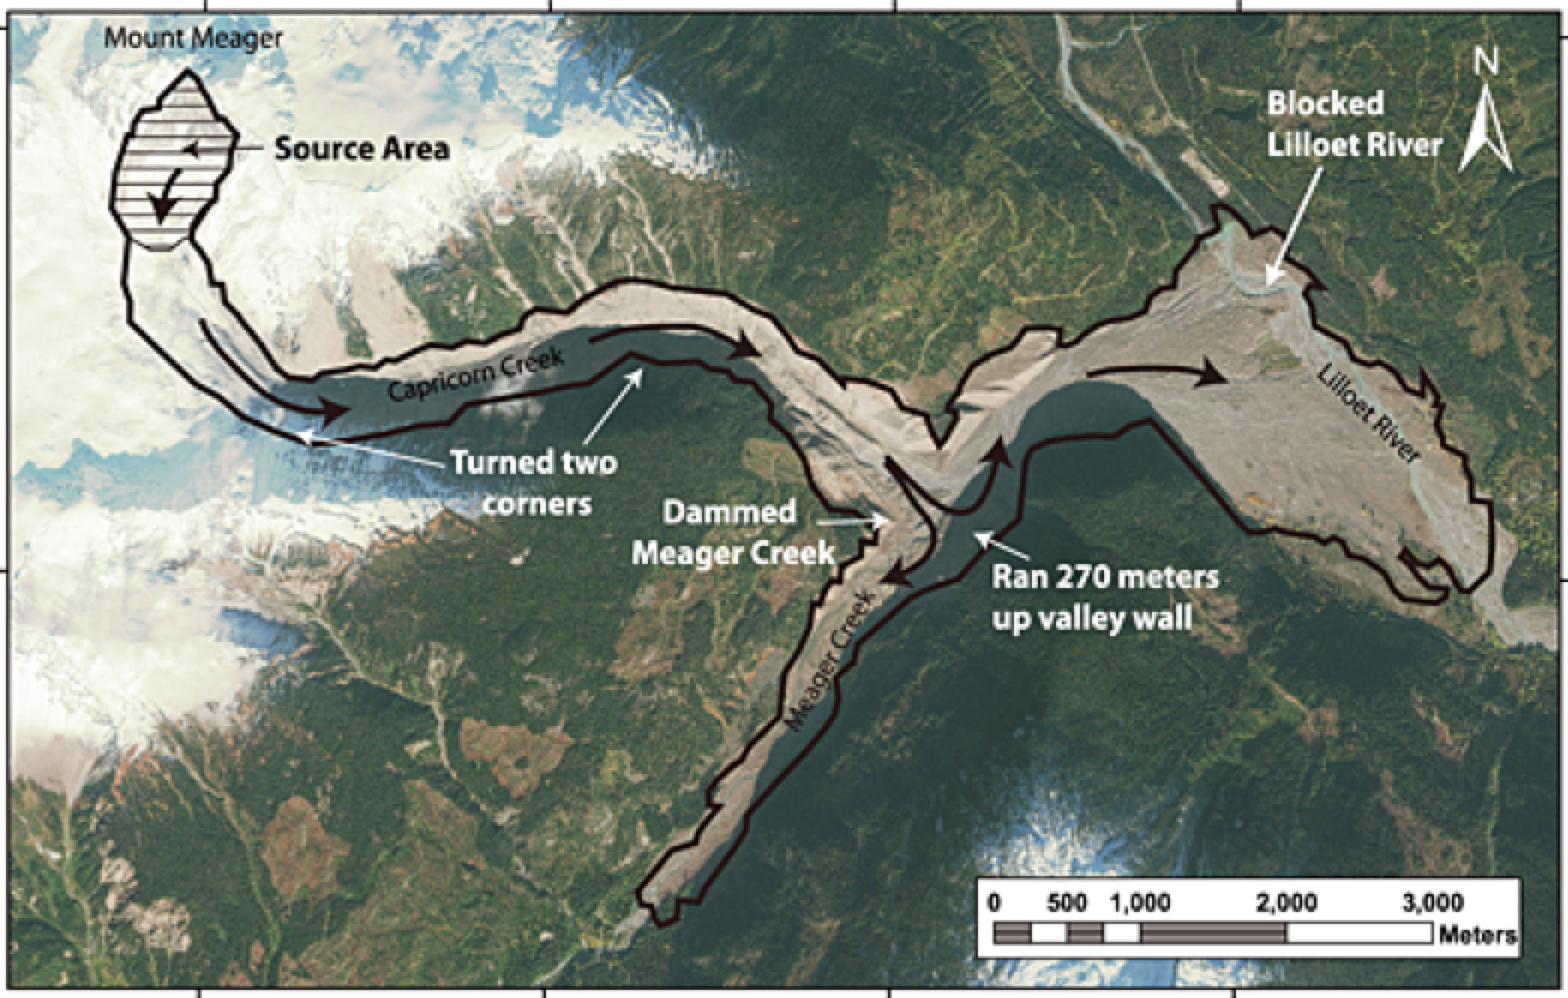 Mount Meager
Source Area
N
Blocked
Lilloet River
Capricorn Creek
Lilloet River
Turned two
corners
Dammed
Meager Creek
Ran 270 meters
up valley wall
Meager Creek
0 500 1,000 2,000 3,000
Meters